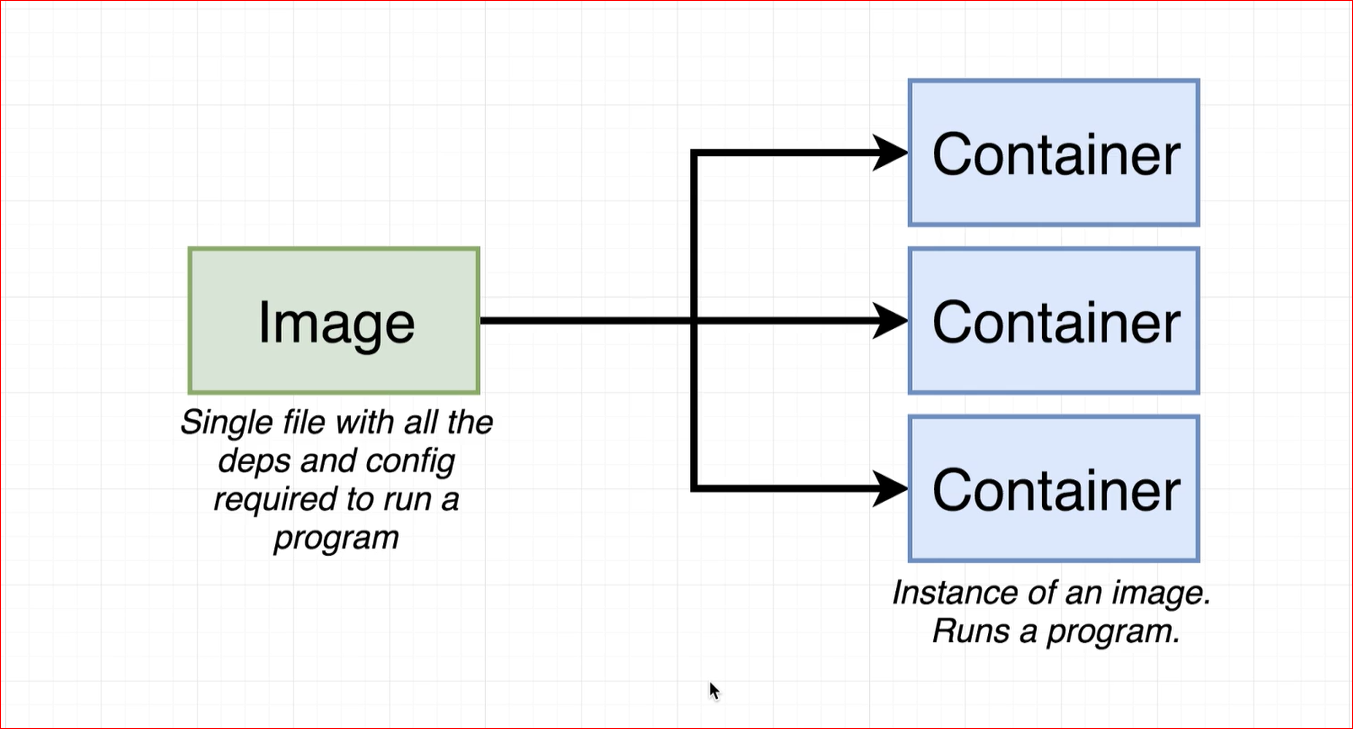 Container
Image
Container
Single file with all the
deps and config
required to run a
program
Container
Instance of an image.
Runs a program.